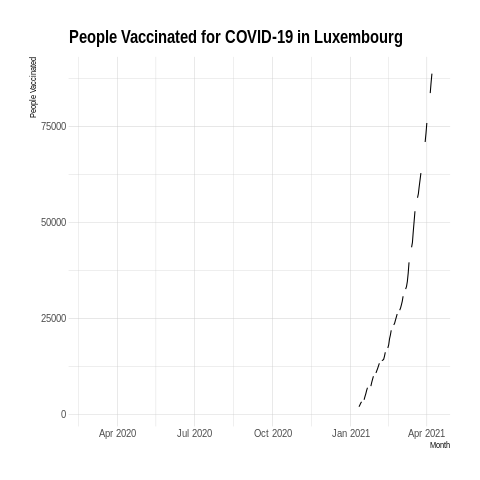 People Vaccinated for COVID-19 in Luxembourg
People Vaccinated
75000
50000
25000
0
Apr 2020
Jul 2020
Oct 2020
Jan 2021
Apr 2021
Month